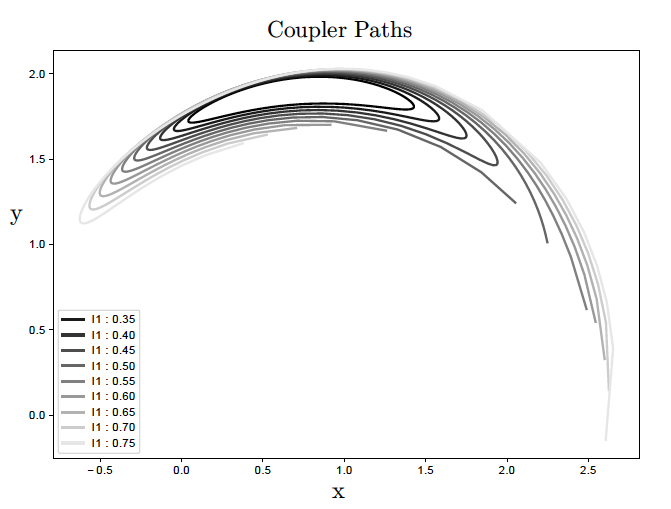 Coupler Paths
2.0
1.5
y
1.0
0.5
0.0
l1 : 0.35
l1 : 0.40
l1 : 0.45
l1 : 0.50
l1 : 0.55
l1 : 0.60
l1 : 0.65
l1 : 0.70
l1 : 0.75
−0.5 0.0 0.5 1.0 1.5 2.0 2.5
x